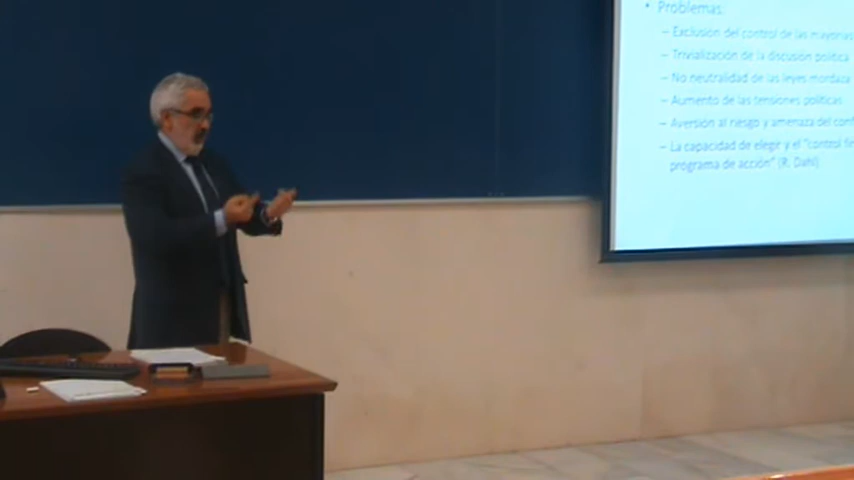 • Problemas:
– Exclusión del control de las mayorías
– Trivialización de la discusión política
– No neutralidad de las leyes mordaza
– Aumento de las tensiones políticas
– Aversión al riesgo y amenaza del
– La capacidad de elegir y el "control
programa de acción" (R. Dahl)